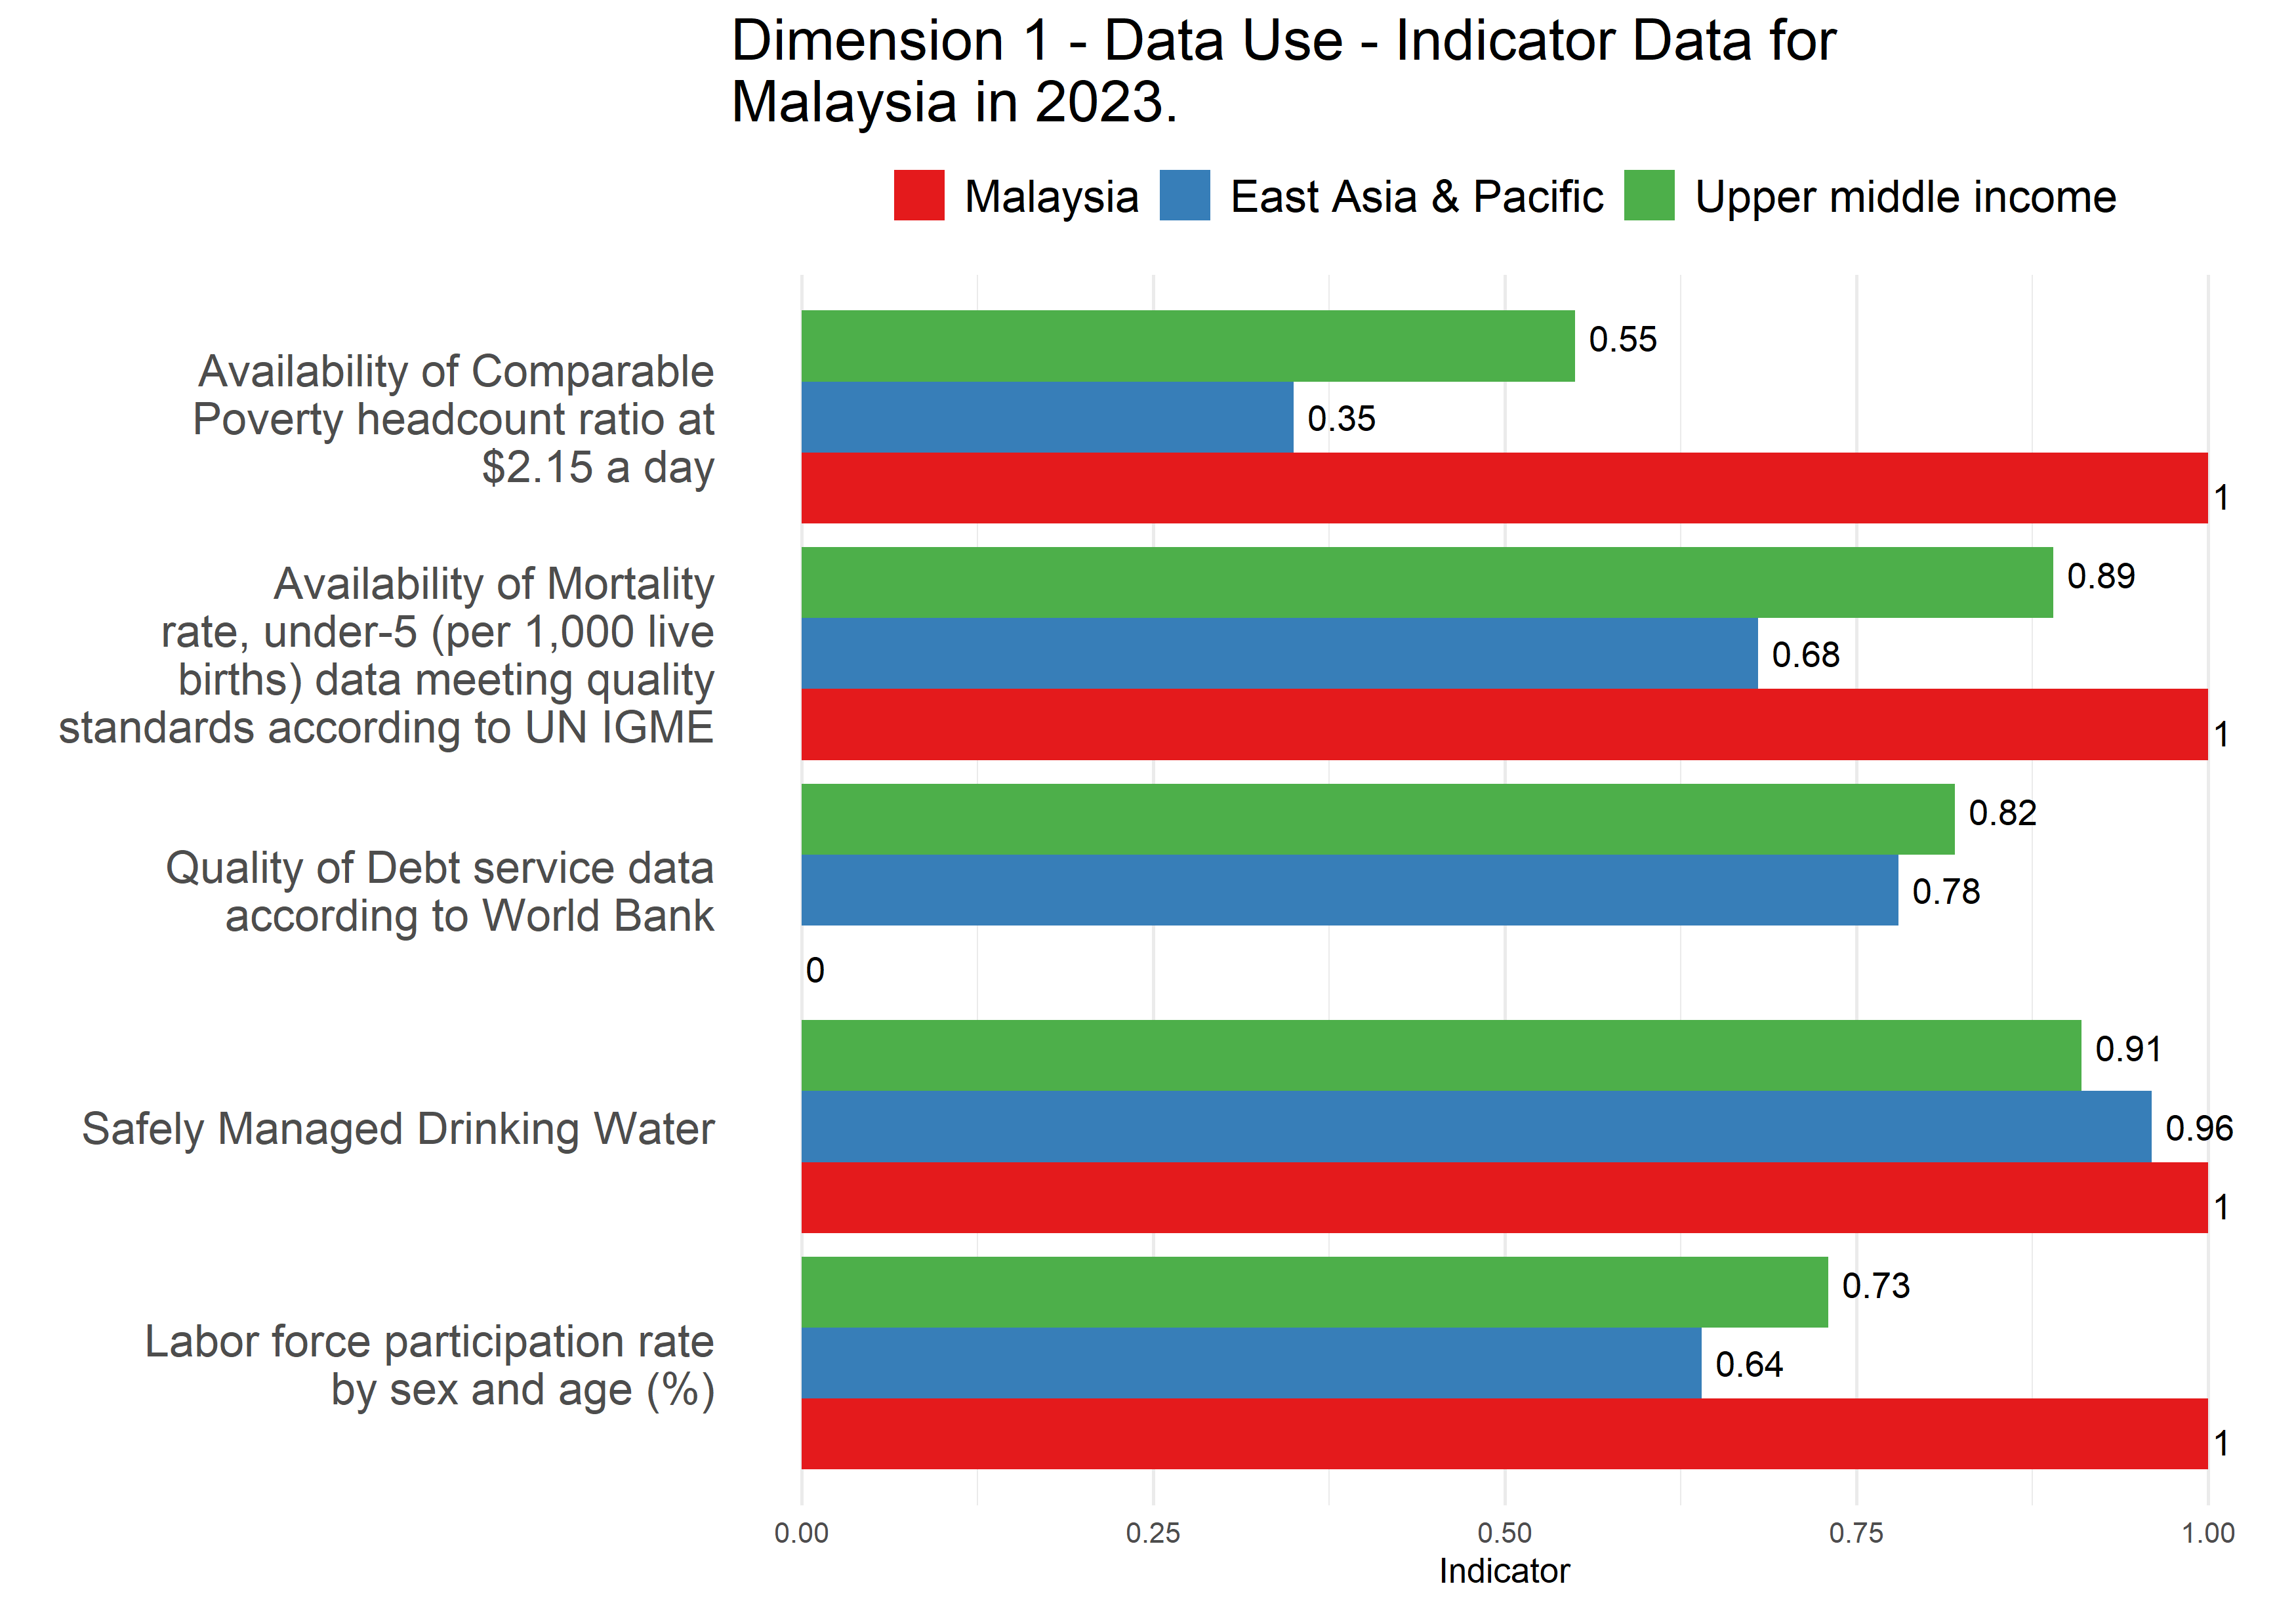 Dimension 1 - Data Use - Indicator Data for
Malaysia in 2023.
Malaysia
East Asia & Pacific
Upper middle income
Availability of Comparable
Poverty headcount ratio at
$2.15 a day
0.55
0.35
1
Availability of Mortality
rate, under-5 (per 1,000 live
births) data meeting quality
standards according to UN IGME
0.89
0.68
1
Quality of Debt service data
according to World Bank
0.82
0.78
0
Safely Managed Drinking Water
0.91
0.96
1
Labor force participation rate
by sex and age (%)
0.73
0.64
1
0.00
0.25
0.50
0.75
1.00
Indicator